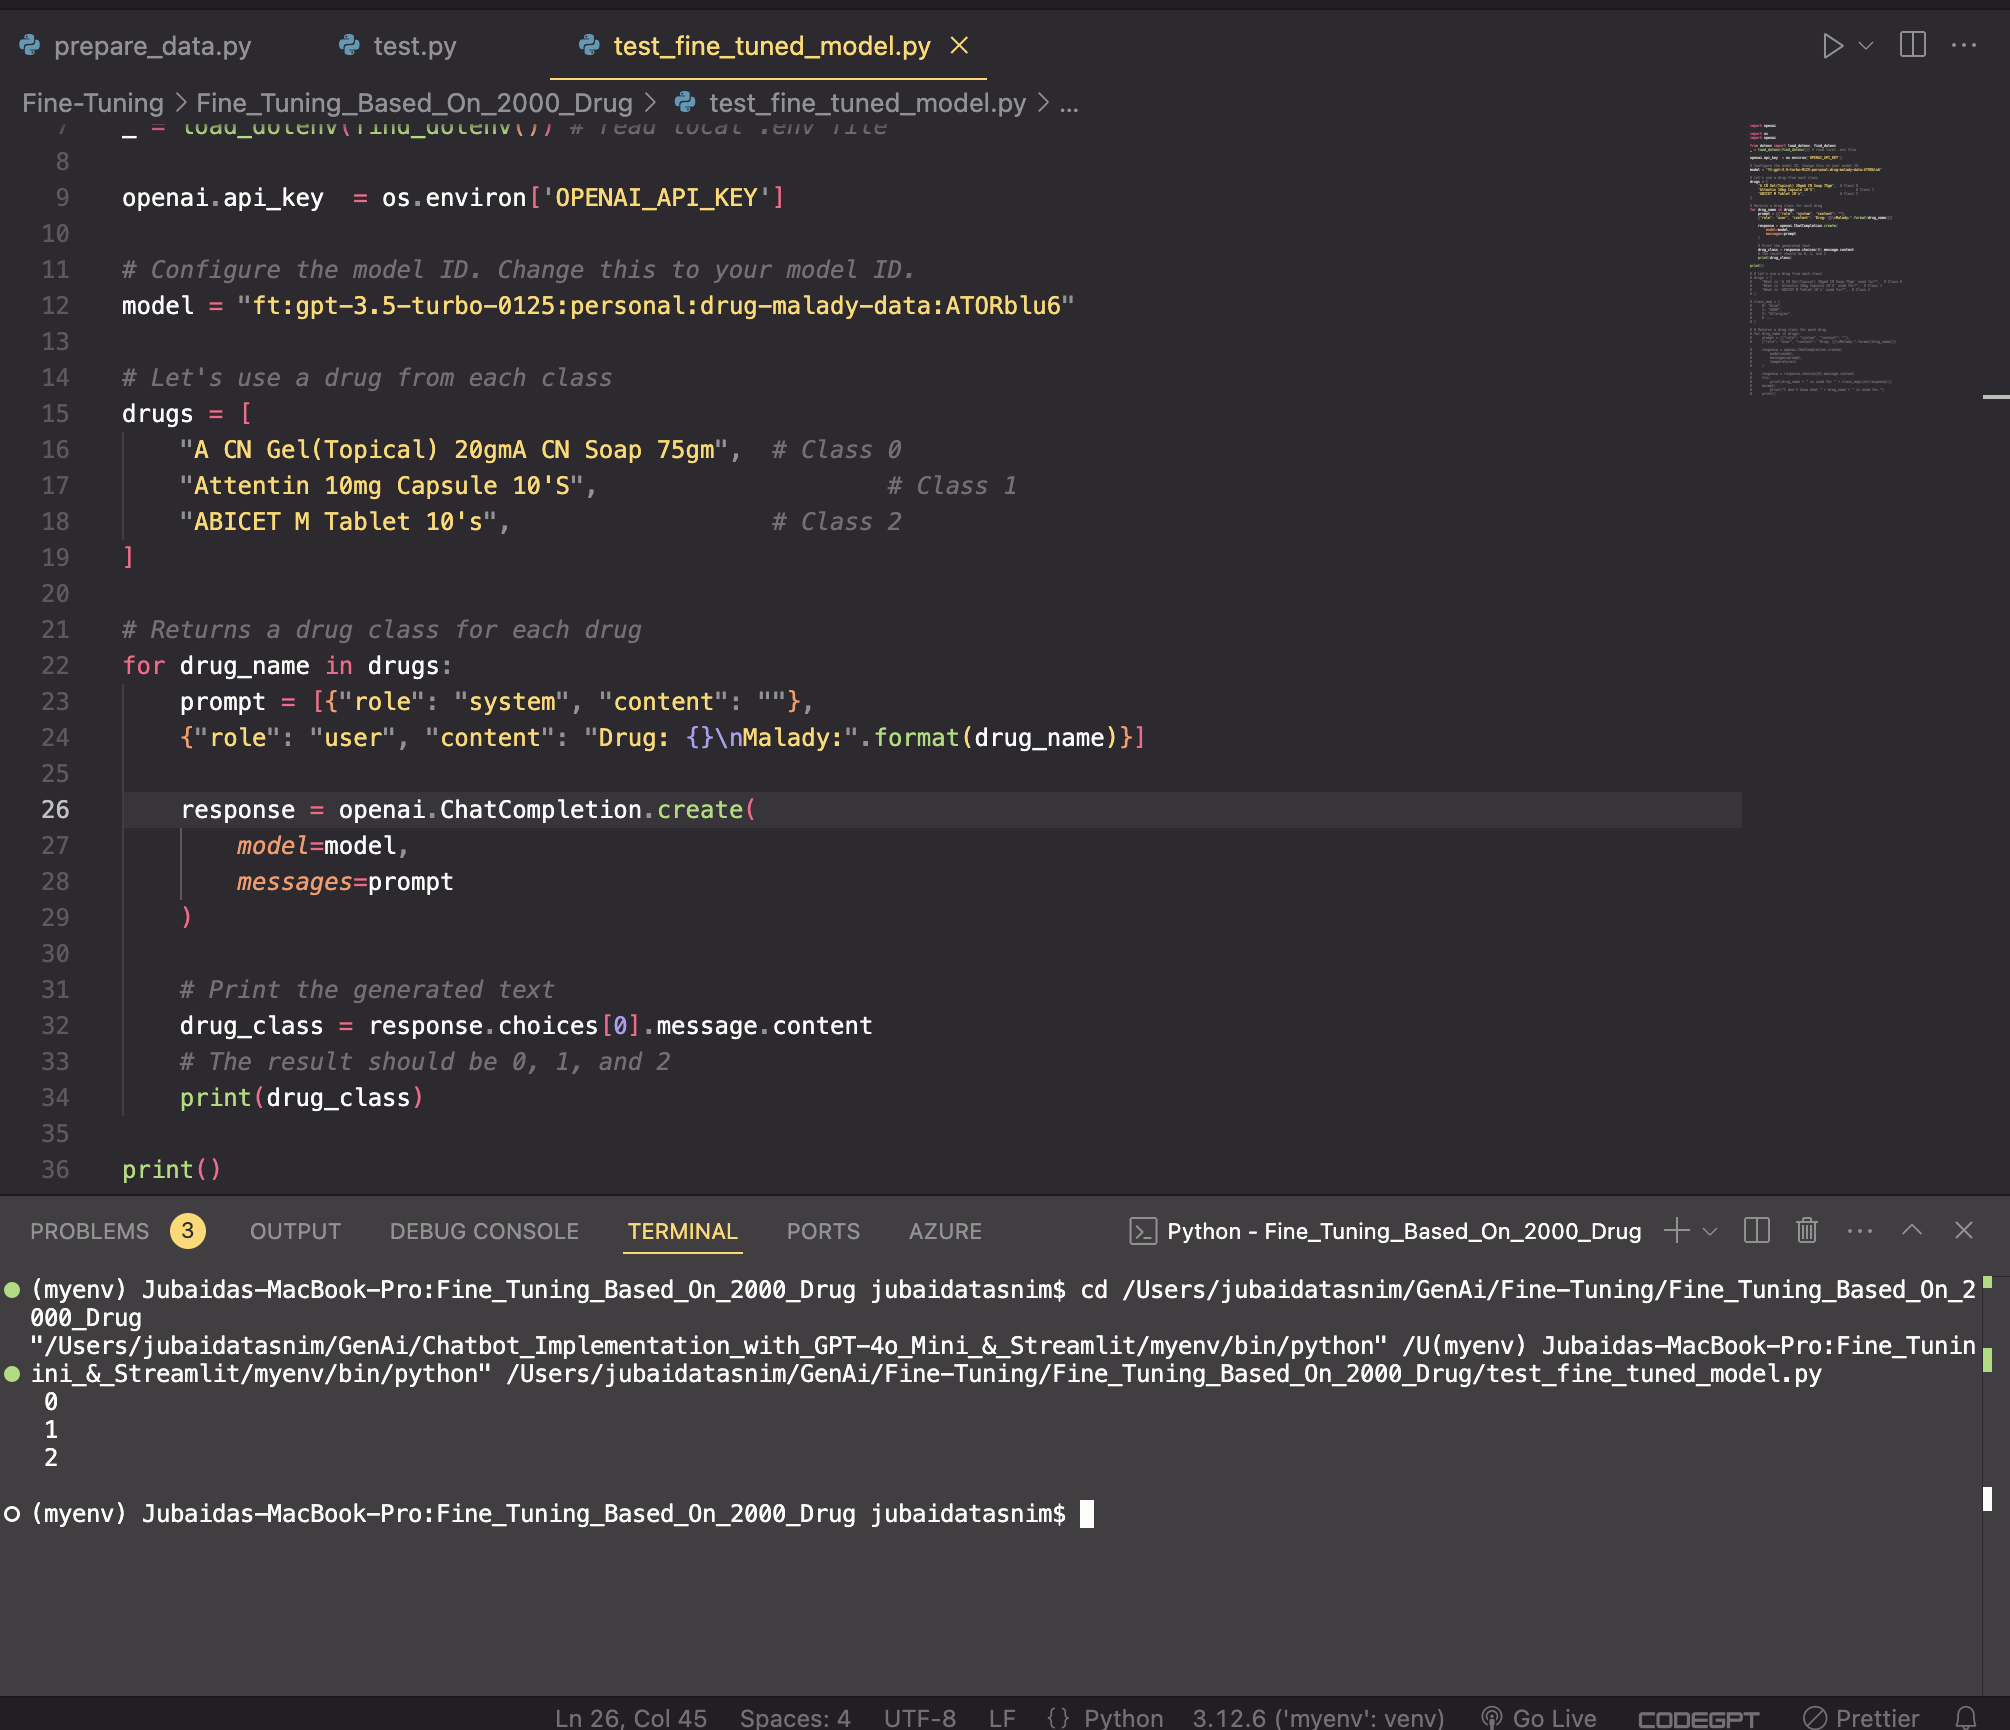 prepare_data.py test.py test_fine_tuned_model.py
Fine-Tuning > Fine_Tuning_Based_On_2000_Drug > test_fine_tuned_model.py > ...
7 _ = load_dotenv(find_dotenv()) # read local .env file
8
9 openai.api_key  = os.environ['OPENAI_API_KEY']
10
11 # Configure the model ID. Change this to your model ID.
12 model = "ft:gpt-3.5-turbo-0125:personal:drug-malady-data:ATORblu6"
13
14 # Let's use a drug from each class
15 drugs = [
16     "A CN Gel(Topical) 20gmA CN Soap 75gm",  # Class 0
17     "Attentin 10mg Capsule 10'S",                    # Class 1
18     "ABICET M Tablet 10's",                  # Class 2
19 ]
20
21 # Returns a drug class for each drug
22 for drug_name in drugs:
23     prompt = [{"role": "system", "content": ""},
24     {"role": "user", "content": "Drug: {}\nMalady:".format(drug_name)}]
25
26     response = openai.ChatCompletion.create(
27         model=model,
28         messages=prompt
29     )
30
31     # Print the generated text
32     drug_class = response.choices[0].message.content
33     # The result should be 0, 1, and 2
34     print(drug_class)
35
36 print()
PROBLEMS 3 OUTPUT DEBUG CONSOLE TERMINAL PORTS AZURE Python - Fine_Tuning_Based_On_2000_Drug
(myenv) Jubaidas-MacBook-Pro:Fine_Tuning_Based_On_2000_Drug jubaidatasnim$ cd /Users/jubaidatasnim/GenAi/Fine-Tuning/Fine_Tuning_Based_On_2
000_Drug
"/Users/jubaidatasnim/GenAi/Chatbot_Implementation_with_GPT-4o_Mini_&_Streamlit/myenv/bin/python" /U(myenv) Jubaidas-MacBook-Pro:Fine_Tunin
ini_&_Streamlit/myenv/bin/python" /Users/jubaidatasnim/GenAi/Fine-Tuning/Fine_Tuning_Based_On_2000_Drug/test_fine_tuned_model.py
0
1
2
(myenv) Jubaidas-MacBook-Pro:Fine_Tuning_Based_On_2000_Drug jubaidatasnim$
Ln 26, Col 45 Spaces: 4 UTF-8 LF {} Python 3.12.6 ('myenv': venv) Go Live CODEGPT Prettier